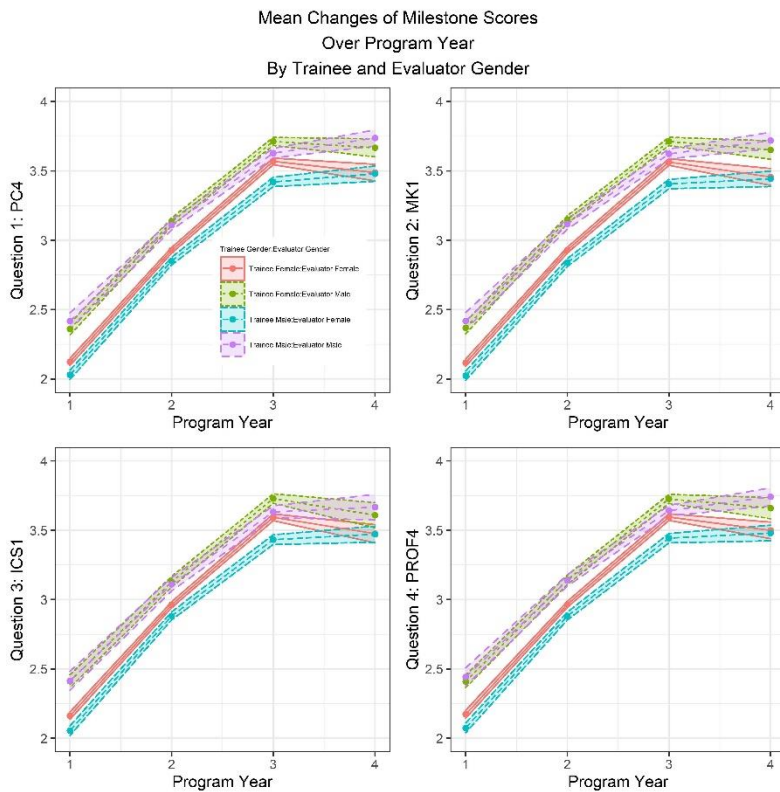 Mean Changes of Milestone Scores
Over Program Year
By Trainee and Evaluator Gender
Question 1: PC4
4
3.5
3
2.5
2
Trainee Gender:Evaluator Gender
Trainee Female:Evaluator Female
Trainee Female:Evaluator Male
Trainee Male:Evaluator Female
Trainee Male:Evaluator Male
1 2 3 4
Program Year
Question 2: MK1
4
3.5
3
2.5
2
1 2 3 4
Program Year
Question 3: ICS1
4
3.5
3
2.5
2
1 2 3 4
Program Year
Question 4: PROF4
4
3.5
3
2.5
2
1 2 3 4
Program Year